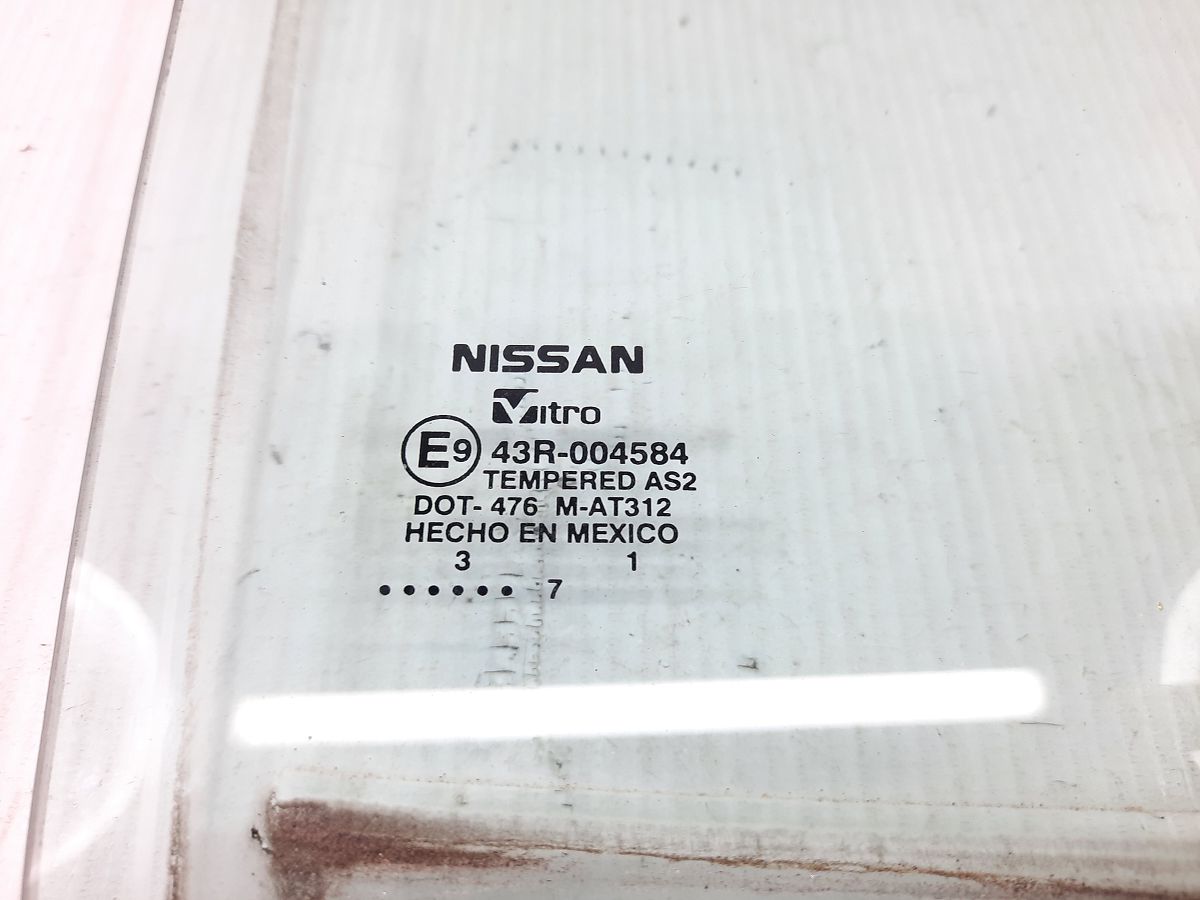 NISSAN
Vitro
E9 43R-004584
TEMPERED AS2
DOT- 476 M-AT312
HECHO EN MEXICO
3 1
•••••• 7